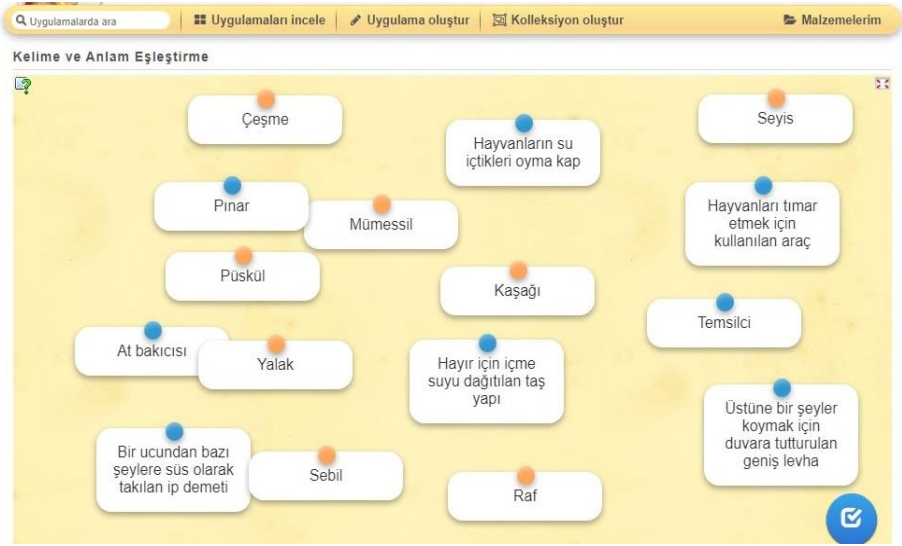 Uygulamalarda ara
Uygulamaları incele
Uygulama oluştur
Kolleksiyon oluştur
Malzemelerim
Kelime ve Anlam Eşleştirme
Çeşme
Seyis
Hayvanların su
içtikleri oyma kap
Pınar
Mümessil
Hayvanları tımar
etmek için
kullanılan araç
Püskül
Kaşağı
Temsilci
At bakıcısı
Yalak
Hayır için içme
suyu dağıtılan taş
yapı
Üstüne bir şeyler
koymak için
duvara tutturulan
geniş levha
Bir ucundan bazı
şeylere süs olarak
takılan ip demeti
Sebil
Raf